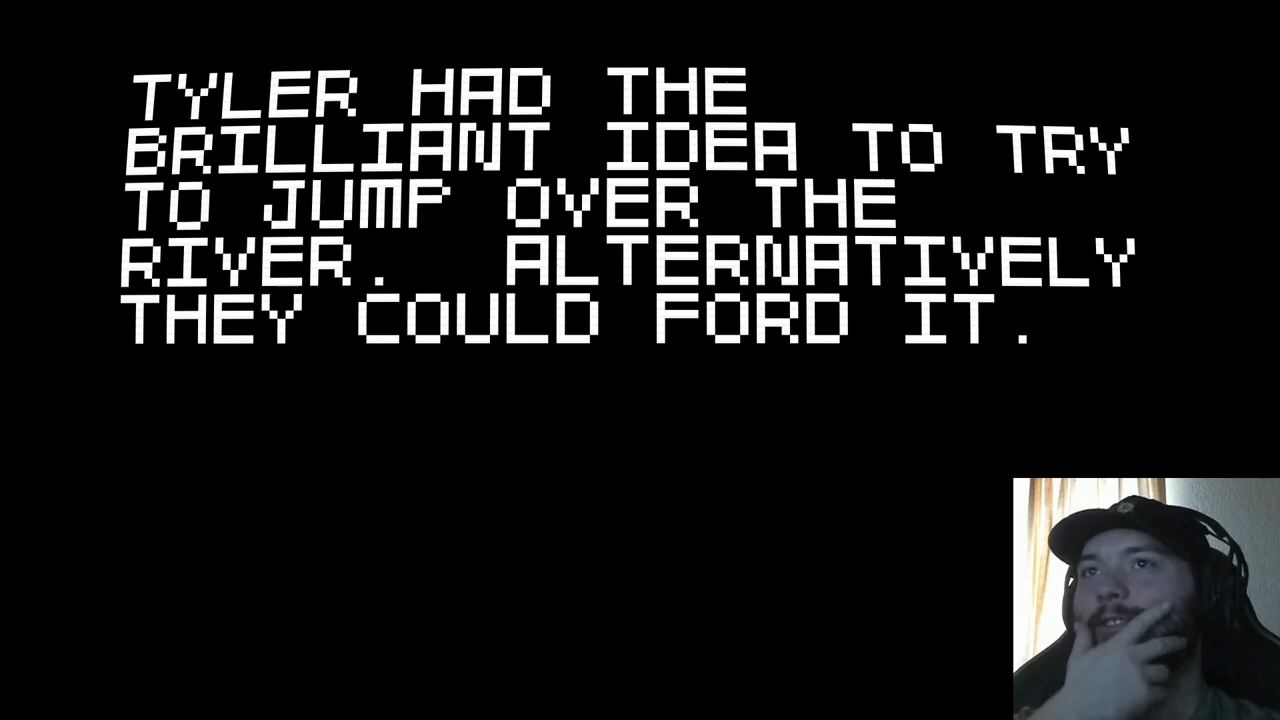 TYLER HAD THE
BRILLIANT IDEA TO TRY
TO JUMP OVER THE
RIVER. ALTERNATIVELY
THEY COULD FORD IT.